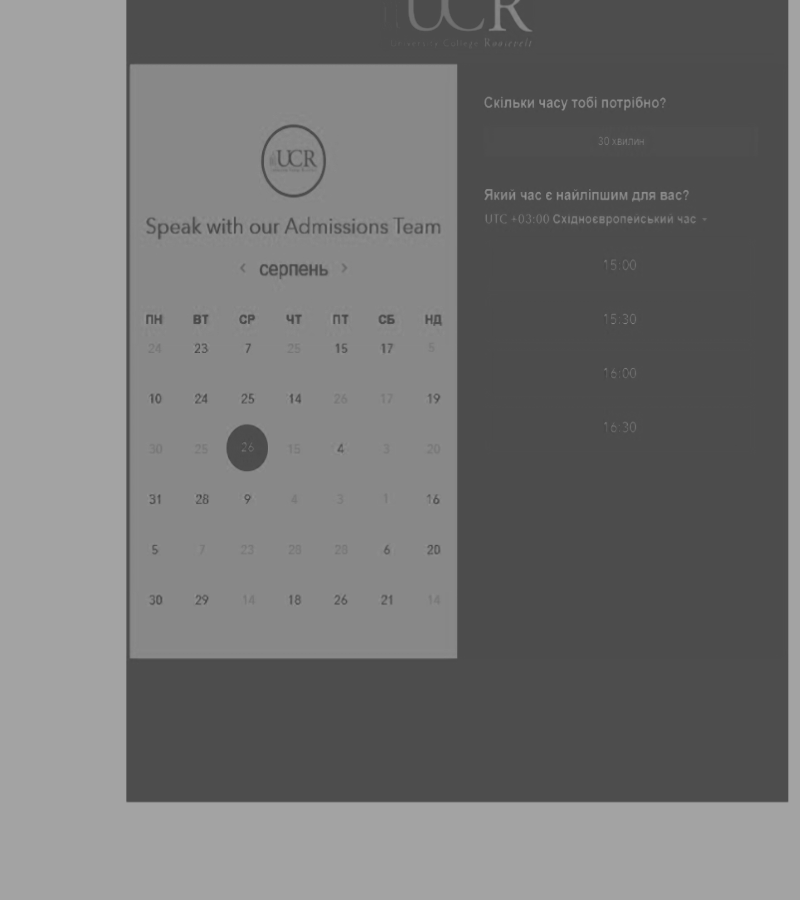 UCR
University College Roosevelt
UCR
Speak with our Admissions Team
‹ серпень ›
ПН ВТ СР ЧТ ПТ СБ НД
24 23 7 25 15 17 5
10 24 25 14 26 17 19
30 25 26 15 4 3 20
31 28 9 4 3 1 16
5 7 23 28 28 6 20
30 29 14 18 26 21 14
Скільки часу тобі потрібно?
30 хвилин
Який час є найліпшим для вас?
UTC +03:00 Східноєвропейський час
15:00
15:30
16:00
16:30